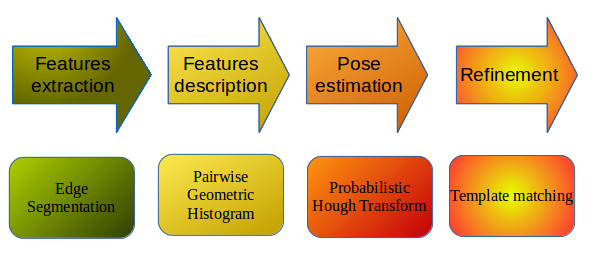 Features
extraction
Features
description
Pose
estimation
Refinement
Edge
Segmentation
Pairwise
Geometric
Histogram
Probabilistic
Hough Transform
Template matching